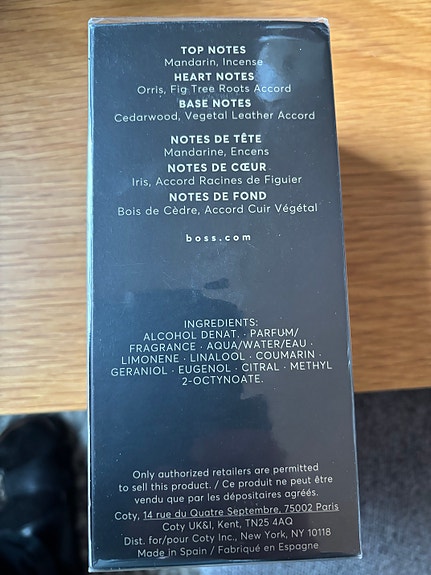 TOP NOTES
Mandarin, Incense
HEART NOTES
Orris, Fig Tree Roots Accord
BASE NOTES
Cedarwood, Vegetal Leather Accord
NOTES DE TÊTE
Mandarine, Encens
NOTES DE CŒUR
Iris, Accord Racines de Figuier
NOTES DE FOND
Bois de Cèdre, Accord Cuir Végétal
boss.com
INGREDIENTS:
ALCOHOL DENAT. · PARFUM/
FRAGRANCE · AQUA/WATER/EAU ·
LIMONENE · LINALOOL · COUMARIN ·
GERANIOL · EUGENOL · CITRAL · METHYL
2-OCTYNOATE.
Only authorized retailers are permitted
to sell this product. / Ce produit ne peut être
vendu que par les dépositaires agréés.
Coty, 14 rue du Quatre Septembre, 75002 Paris
Coty UK&I, Kent, TN25 4AQ
Dist. for/pour Coty Inc., New York, NY 10118
Made in Spain / Fabriqué en Espagne